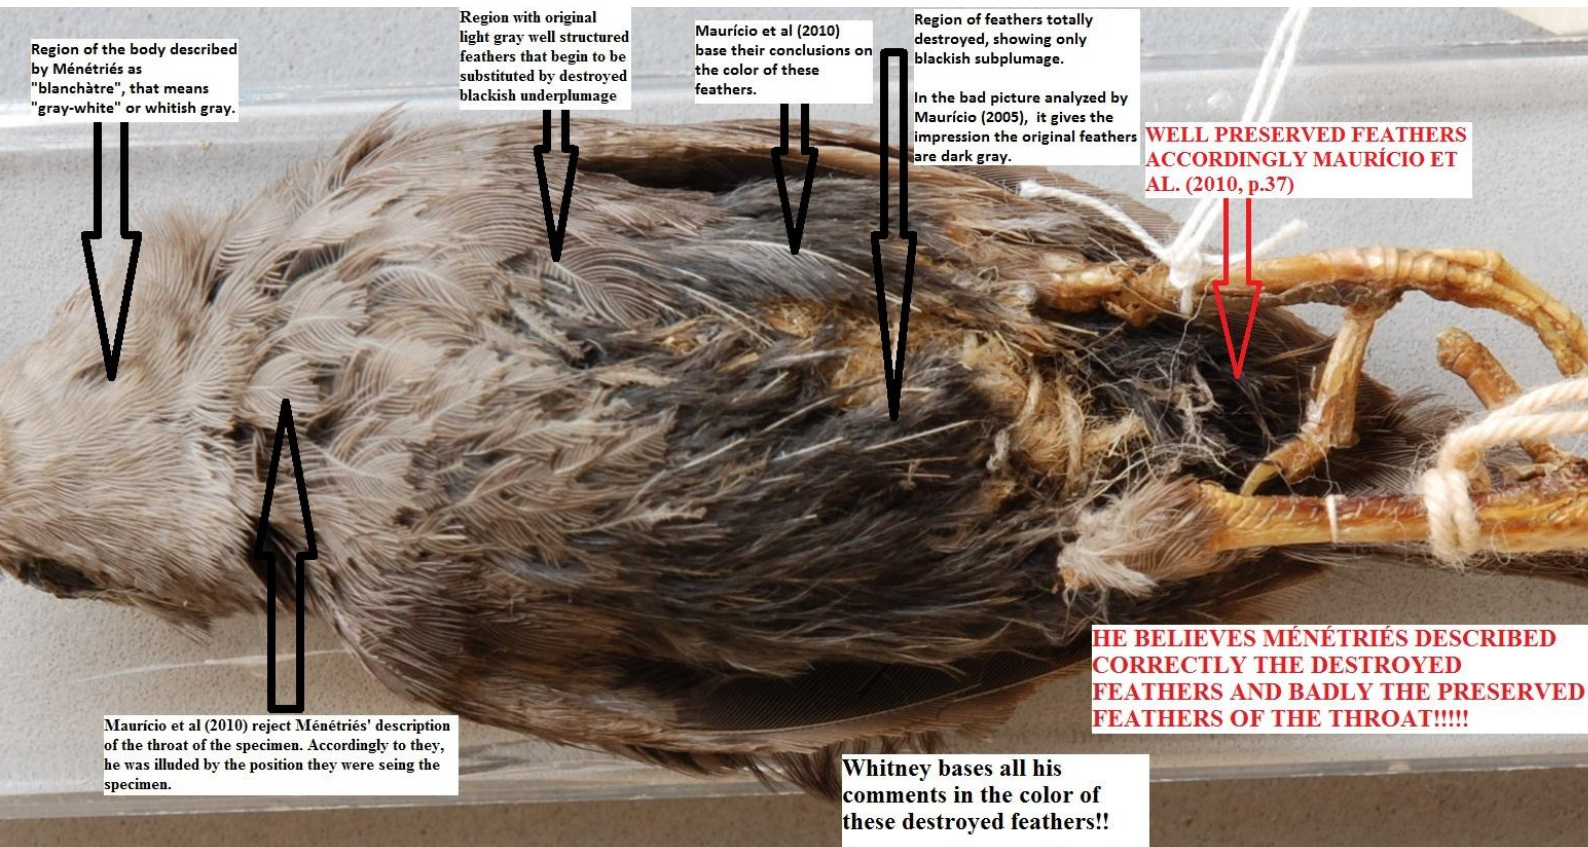 Region of the body described
by Ménétriés as
"blanchàtre", that means
"gray-white" or whitish gray.
Region with original
light gray well structured
feathers that begin to be
substituted by destroyed
blackish underplumage
Maurício et al (2010)
base their conclusions on
the color of these
feathers.
Region of feathers totally
destroyed, showing only
blackish subplumage.
In the bad picture analyzed by
Maurício (2005), it gives the
impression the original feathers
are dark gray.
WELL PRESERVED FEATHERS
ACCORDINGLY MAURÍCIO ET
AL. (2010, p.37)
Maurício et al (2010) reject Ménétriés' description
of the throat of the specimen. Accordingly to they,
he was illuded by the position they were seing the
specimen.
HE BELIEVES MÉNÉTRIÉS DESCRIBED
CORRECTLY THE DESTROYED
FEATHERS AND BADLY THE PRESERVED
FEATHERS OF THE THROAT!!!!!
Whitney bases all his
comments in the color of
these destroyed feathers!!